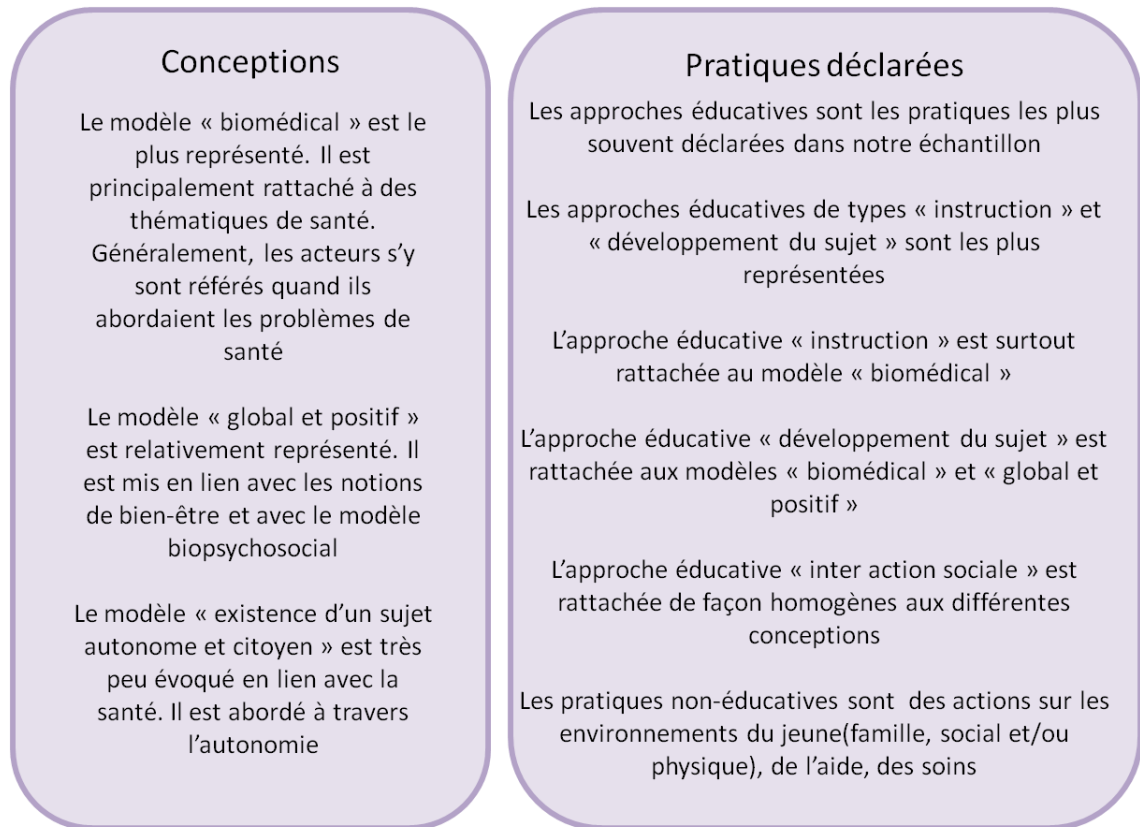 Conceptions
Le modèle « biomédical » est le
plus représenté. Il est
principalement rattaché à des
thématiques de santé.
Généralement, les acteurs s'y
sont référés quand ils
abordaient les problèmes de
santé
Le modèle « global et positif »
est relativement représenté. Il
est mis en lien avec les notions
de bien-être et avec le modèle
biopsychosocial
Le modèle « existence d'un sujet
autonome et citoyen » est très
peu évoqué en lien avec la
santé. Il est abordé à travers
l'autonomie
Pratiques déclarées
Les approches éducatives sont les pratiques les plus
souvent déclarées dans notre échantillon
Les approches éducatives de types « instruction » et
« développement du sujet » sont les plus
représentées
L'approche éducative « instruction » est surtout
rattachée au modèle « biomédical »
L'approche éducative « développement du sujet » est
rattachée aux modèles « biomédical » et « global et
positif »
L'approche éducative « inter action sociale » est
rattachée de façon homogènes aux différentes
conceptions
Les pratiques non-éducatives sont  des actions sur les
environnements du jeune(famille, social et/ou
physique), de l'aide, des soins